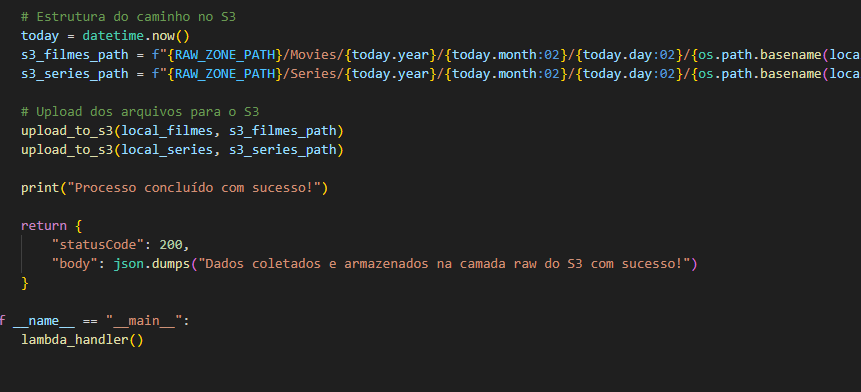 # Estrutura do caminho no S3
today = datetime.now()
s3_filmes_path = f"{RAW_ZONE_PATH}/Movies/{today.year}/{today.month:02}/{today.day:02}/{os.path.basename(loca
s3_series_path = f"{RAW_ZONE_PATH}/Series/{today.year}/{today.month:02}/{today.day:02}/{os.path.basename(loca
# Upload dos arquivos para o S3
upload_to_s3(local_filmes, s3_filmes_path)
upload_to_s3(local_series, s3_series_path)
print("Processo concluído com sucesso!")
return {
"statusCode": 200,
"body": json.dumps("Dados coletados e armazenados na camada raw do S3 com sucesso!")
}
f __name__ == "__main__":
lambda_handler()